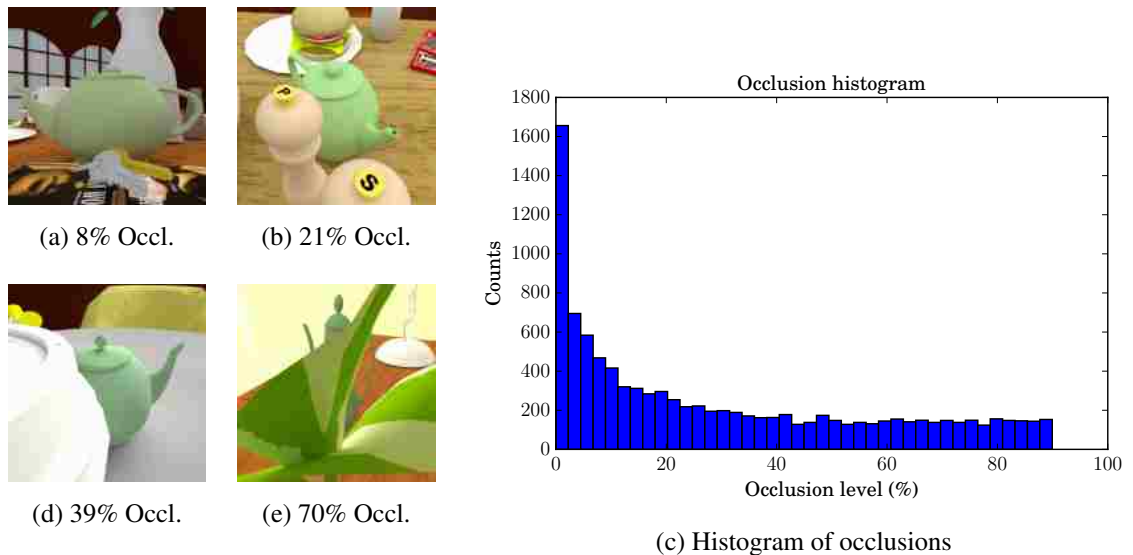 (a) 8% Occl.
(b) 21% Occl.
(d) 39% Occl.
(e) 70% Occl.
Occlusion histogram
1800
1600
1400
1200
1000
800
600
400
200
0
Counts
0 20 40 60 80 100
Occlusion level (%)
(c) Histogram of occlusions
P
S